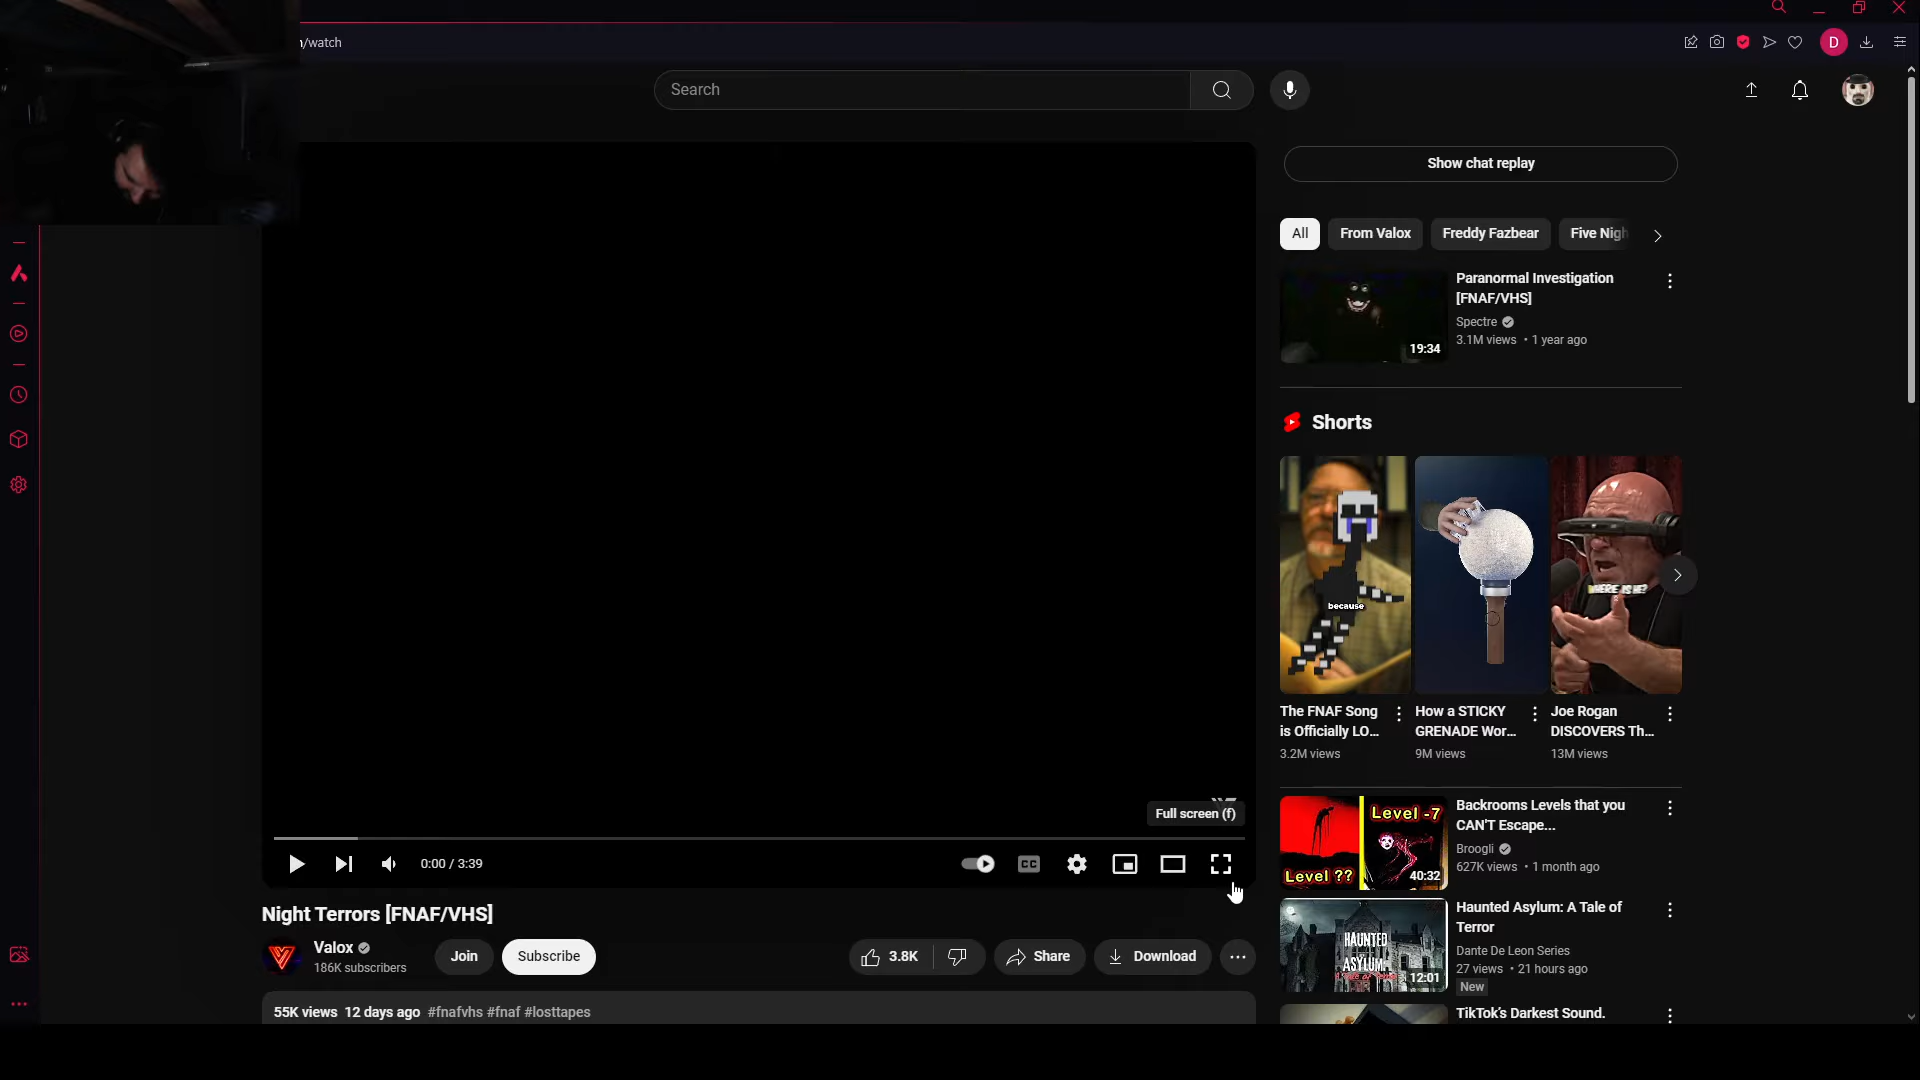 /watch
D
Search
Show chat replay
All
From Valox
Freddy Fazbear
Five Nigh
Paranormal Investigation
[FNAF/VHS]
Spectre
3.1M views • 1 year ago
19:34
Shorts
because
WHERE IS HE?
The FNAF Song
is Officially LO...
3.2M views
How a STICKY
GRENADE Wor...
9M views
Joe Rogan
DISCOVERS Th...
13M views
Full screen (f)
0:00 / 3:39
CC
Night Terrors [FNAF/VHS]
Valox
186K subscribers
Join
Subscribe
3.8K
Share
Download
55K views 12 days ago #fnafvhs #fnaf #losttapes
Level -7
Level ??
40:32
Backrooms Levels that you
CAN'T Escape...
Broogli
627K views • 1 month ago
HAUNTED
ASYLUM:
12:01
Haunted Asylum: A Tale of
Terror
Dante De Leon Series
27 views • 21 hours ago
New
TikTok's Darkest Sound.